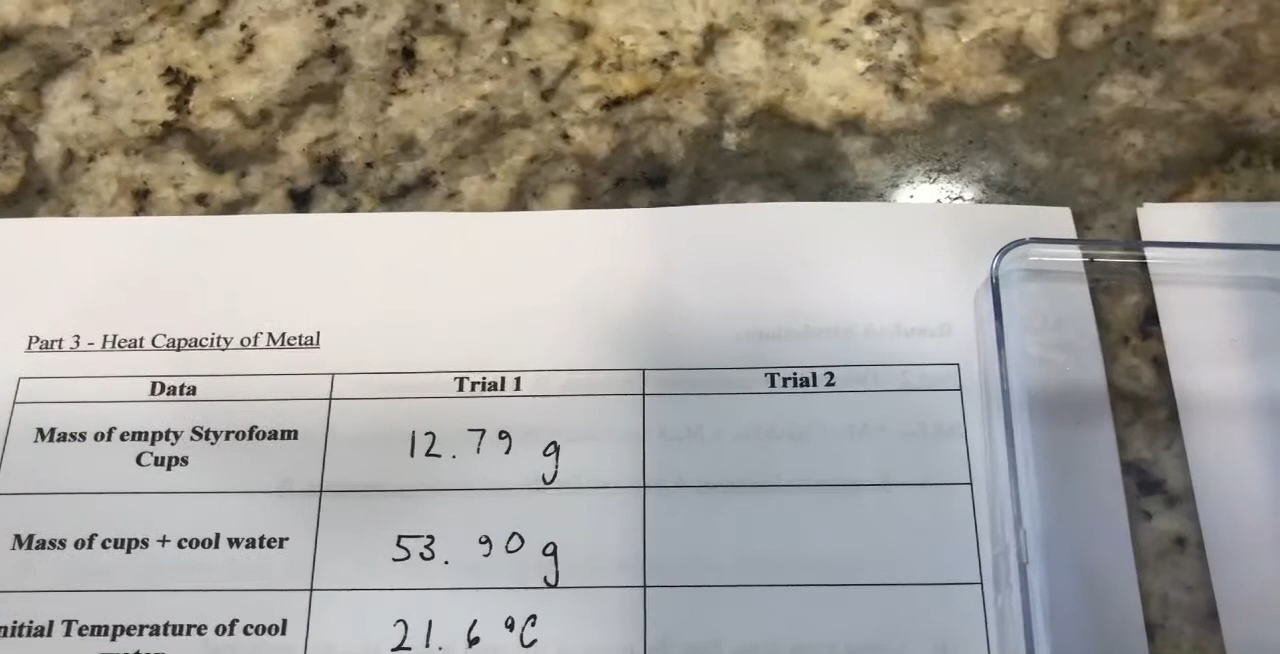 Part 3 - Heat Capacity of Metal
Data Trial 1 Trial 2
Mass of empty Styrofoam
Cups
12.79 g
Mass of cups + cool water
53.90 g
nitial Temperature of cool
21.6 °C